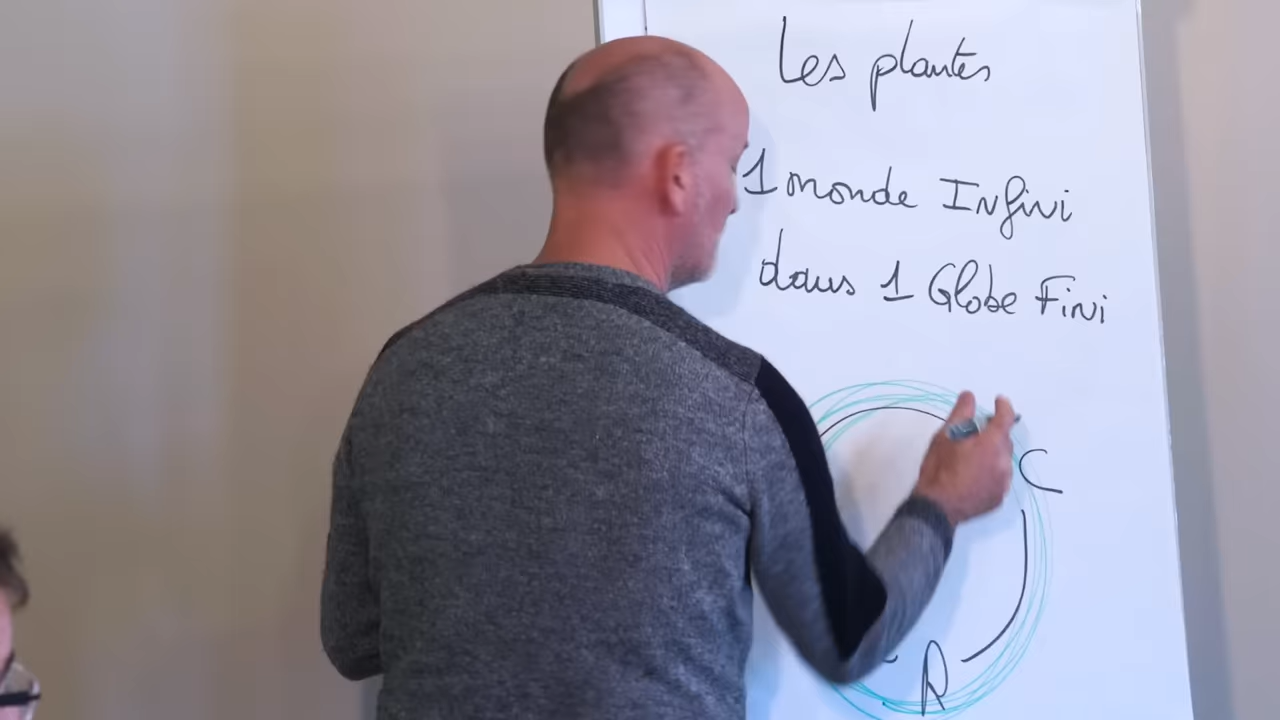 Les plantes
1 monde Infini
dans 1 Globe Fini
C
R